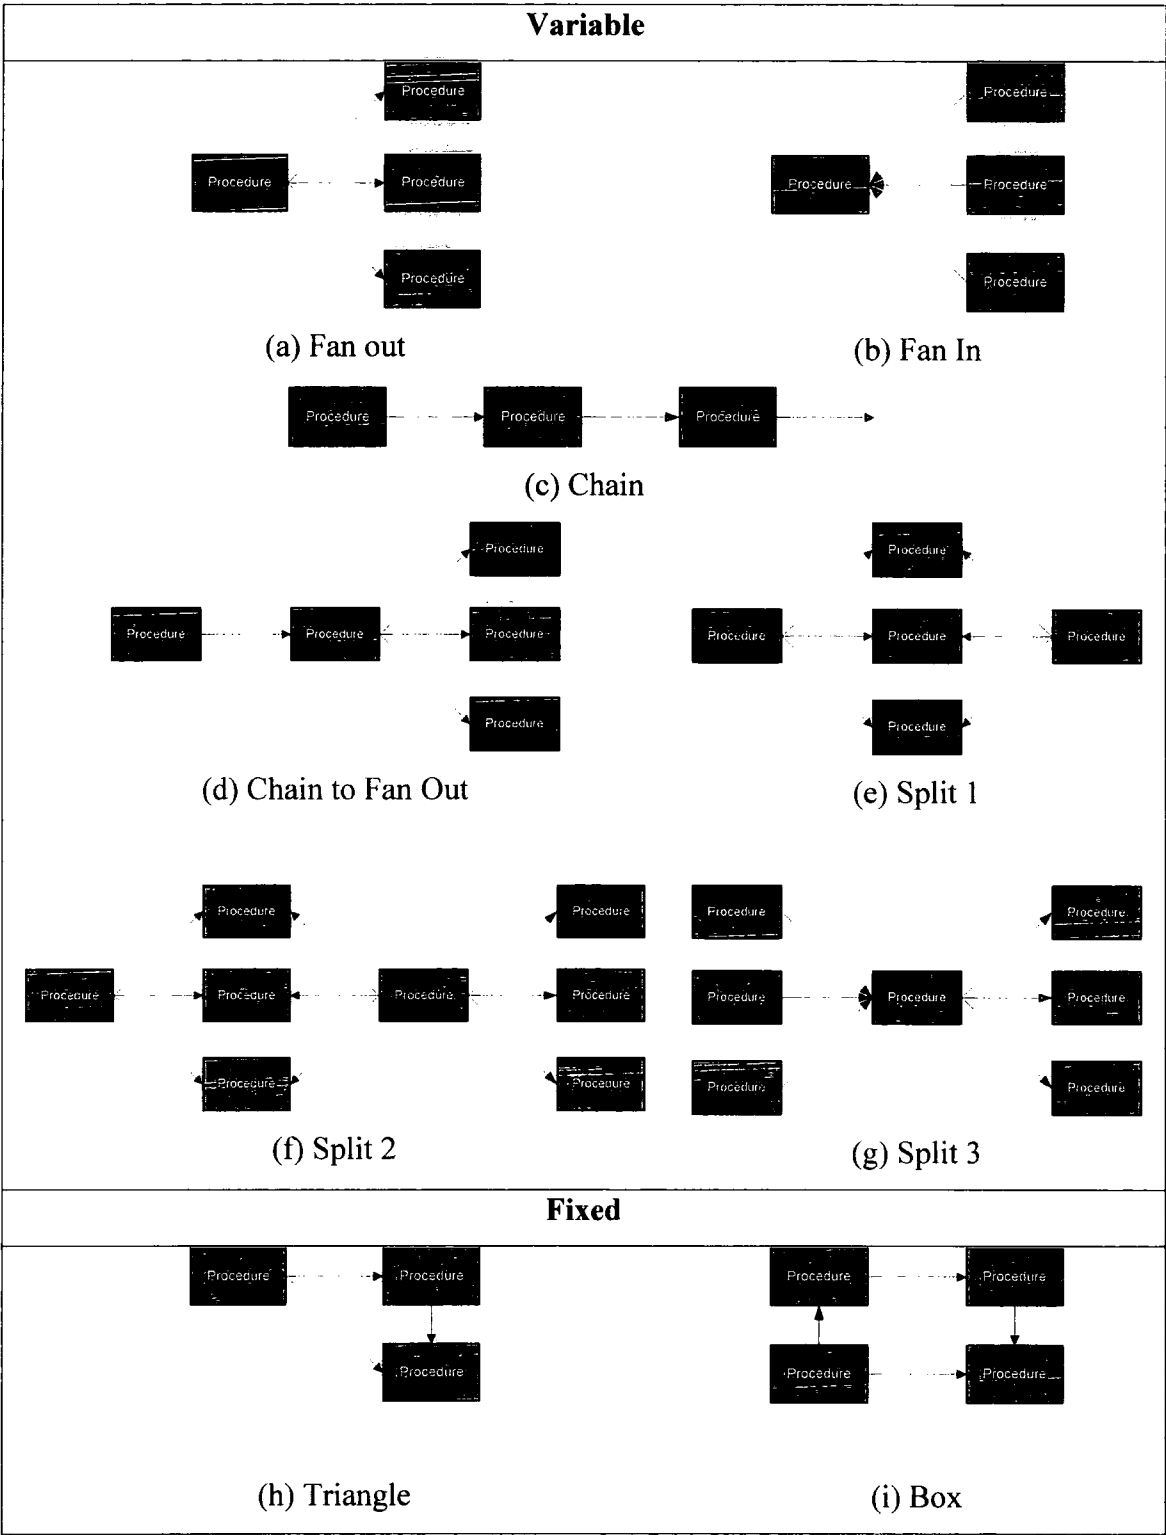 Variable
Procedure
Procedure
Procedure Procedure
Procedure Procedure
Procedure
Procedure
(a) Fan out
(b) Fan In
Procedure Procedure Procedure
(c) Chain
Procedure
Procedure Procedure Procedure
Procedure
(d) Chain to Fan Out
Procedure
Procedure Procedure Procedure
Procedure
(e) Split 1
Procedure Procedure
Procedure Procedure Procedure Procedure
Procedure Procedure
(f) Split 2
Procedure Procedure
Procedure Procedure Procedure
Procedure Procedure
(g) Split 3
Fixed
Procedure Procedure
Procedure
(h) Triangle
Procedure Procedure
Procedure Procedure
(i) Box